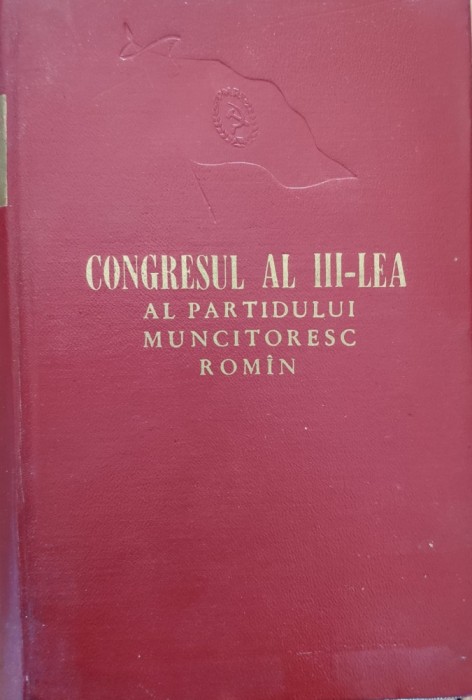 CONGRESUL AL III-LEA
AL PARTIDULUI
MUNCITORESC
ROMÎN